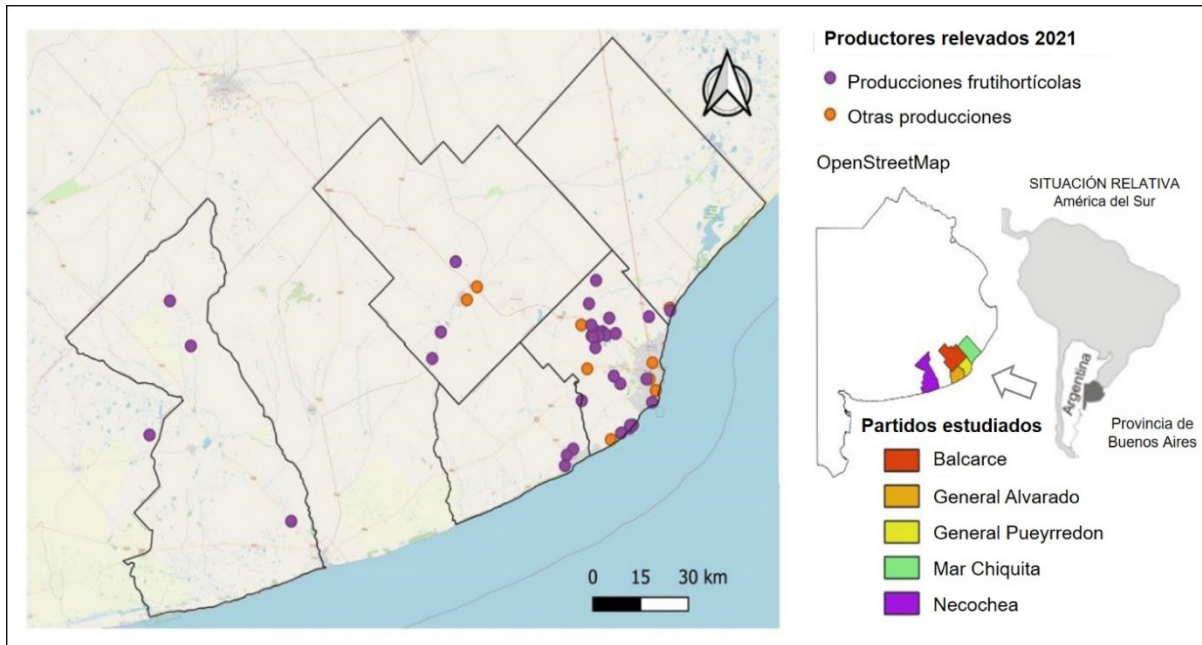 Productores relevados 2021
Producciones frutihortícolas
Otras producciones
OpenStreetMap
SITUACIÓN RELATIVA
América del Sur
Argentina
Provincia de
Buenos Aires
Partidos estudiados
Balcarce
General Alvarado
General Pueyrredon
Mar Chiquita
Necochea
0 15 30 km